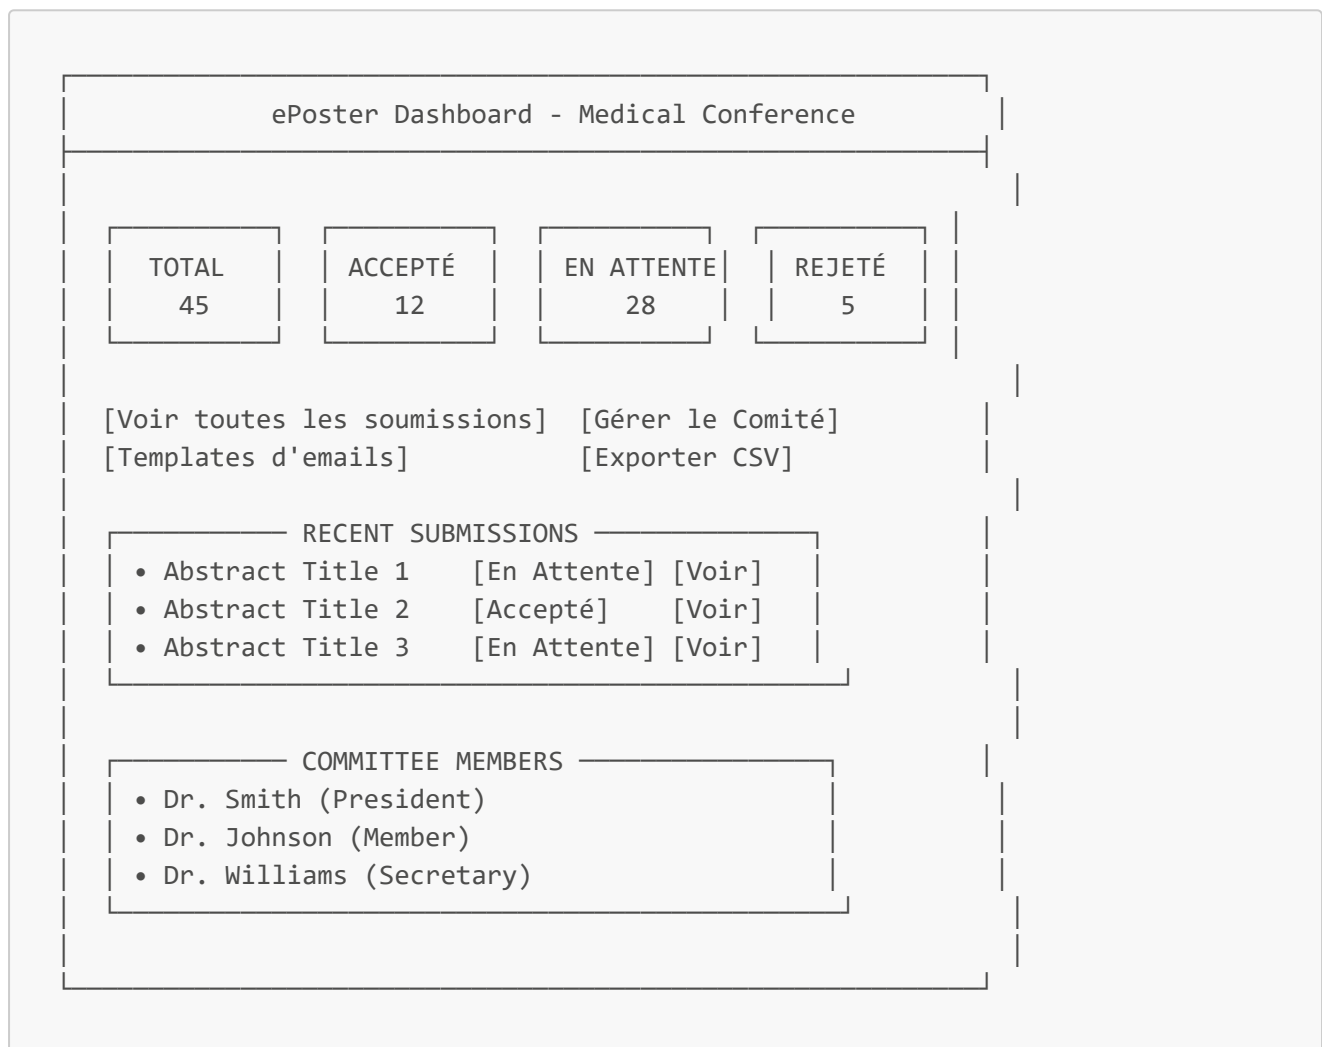 ePoster Dashboard - Medical Conference
TOTAL ACCEPTÉ EN ATTENTE REJETÉ
45 12 28 5
[Voir toutes les soumissions] [Gérer le Comité]
[Templates d'emails] [Exporter CSV]
RECENT SUBMISSIONS
• Abstract Title 1 [En Attente] [Voir]
• Abstract Title 2 [Accepté] [Voir]
• Abstract Title 3 [En Attente] [Voir]
COMMITTEE MEMBERS
• Dr. Smith (President)
• Dr. Johnson (Member)
• Dr. Williams (Secretary)